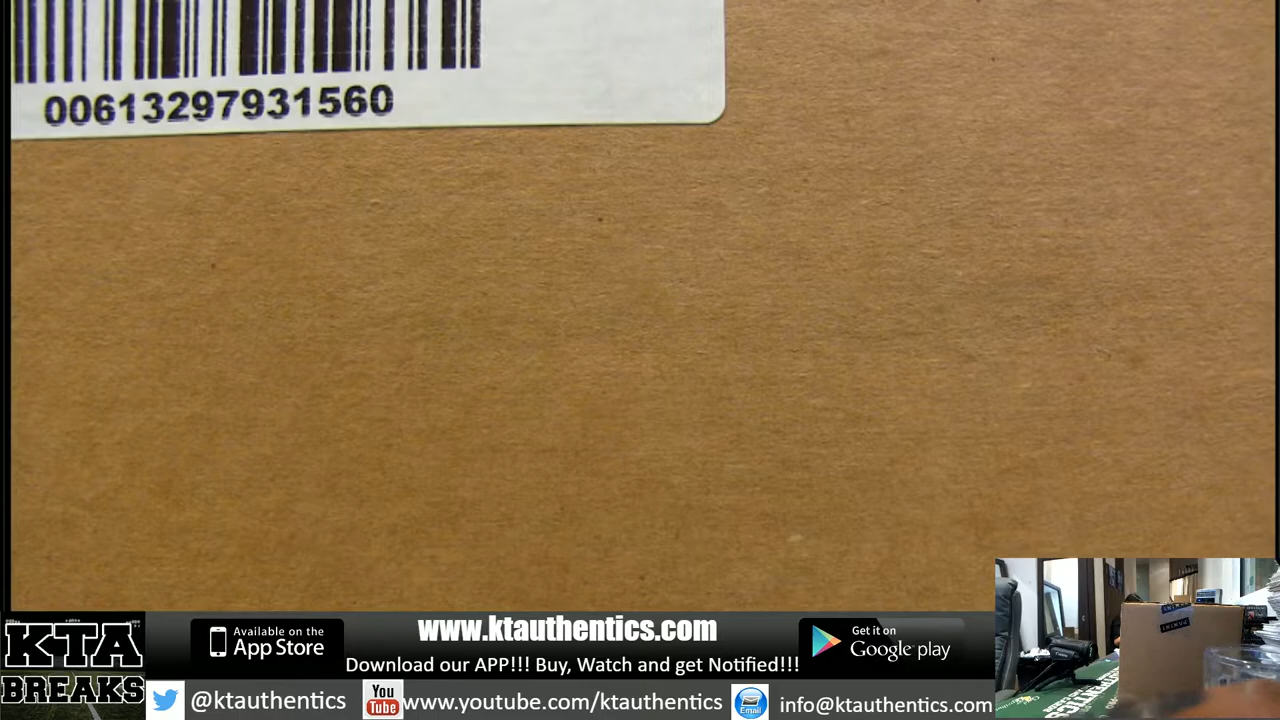 00613297931560
KTA
BREAKS
Available on the
App Store
www.ktauthentics.com
Download our APP!!! Buy, Watch and get Notified!!!
Get it on
Google play
@ktauthentics
You
Tube
www.youtube.com/ktauthentics
Email
info@ktauthentics.com